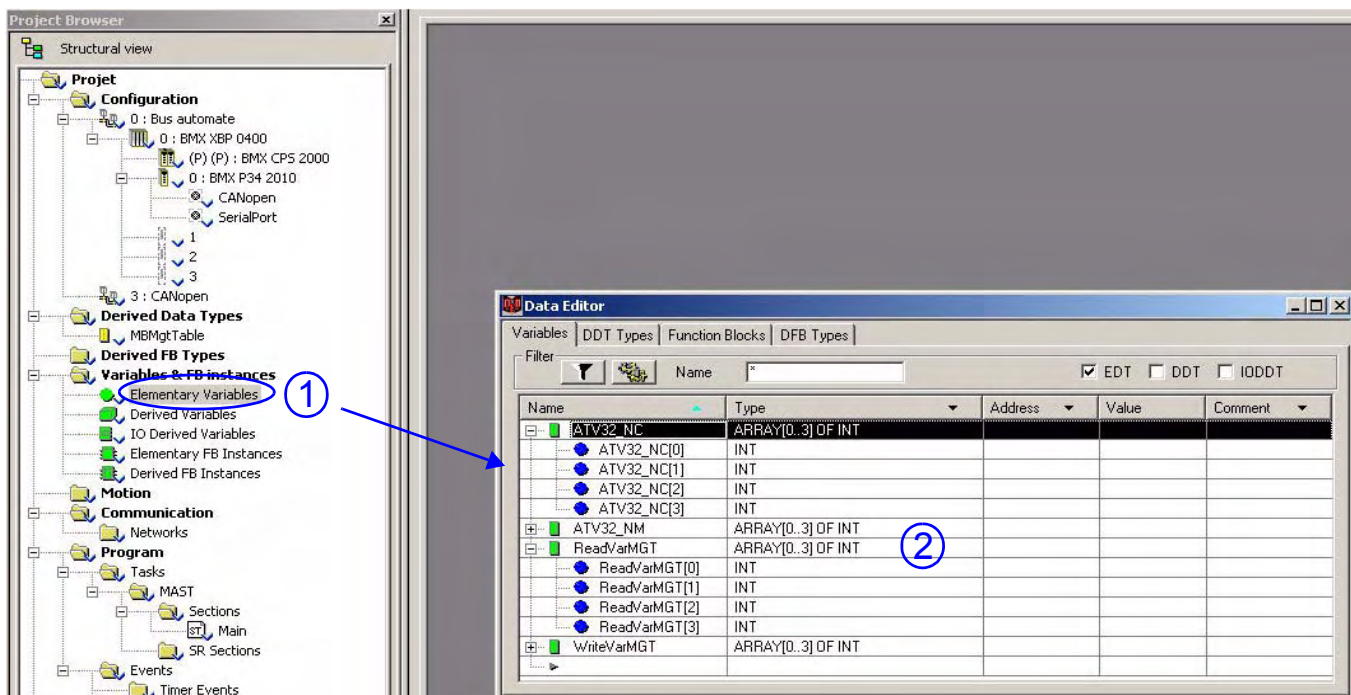 Project Browser
Structural view
Projet
Configuration
0 : Bus automate
0 : BMX XBP 0400
(P) (P) : BMX CPS 2000
0 : BMX P34 2010
CANopen
SerialPort
1
2
3
3 : CANopen
Derived Data Types
MBMgtTable
Derived FB Types
Variables & FB instances
Elementary Variables
Derived Variables
IO Derived Variables
Elementary FB Instances
Derived FB Instances
Motion
Communication
Networks
Program
Tasks
MAST
Sections
ST Main
SR Sections
Events
Timer Events
1
Data Editor
Variables DDT Types Function Blocks DFB Types
Filter
Name * EDT DDT IODDT
Name Type Address Value Comment
ATV32_NC ARRAY[0..3] OF INT
ATV32_NC[0] INT
ATV32_NC[1] INT
ATV32_NC[2] INT
ATV32_NC[3] INT
ATV32_NM ARRAY[0..3] OF INT
ReadVarMGT ARRAY[0..3] OF INT
ReadVarMGT[0] INT
ReadVarMGT[1] INT
ReadVarMGT[2] INT
ReadVarMGT[3] INT
WriteVarMGT ARRAY[0..3] OF INT
2